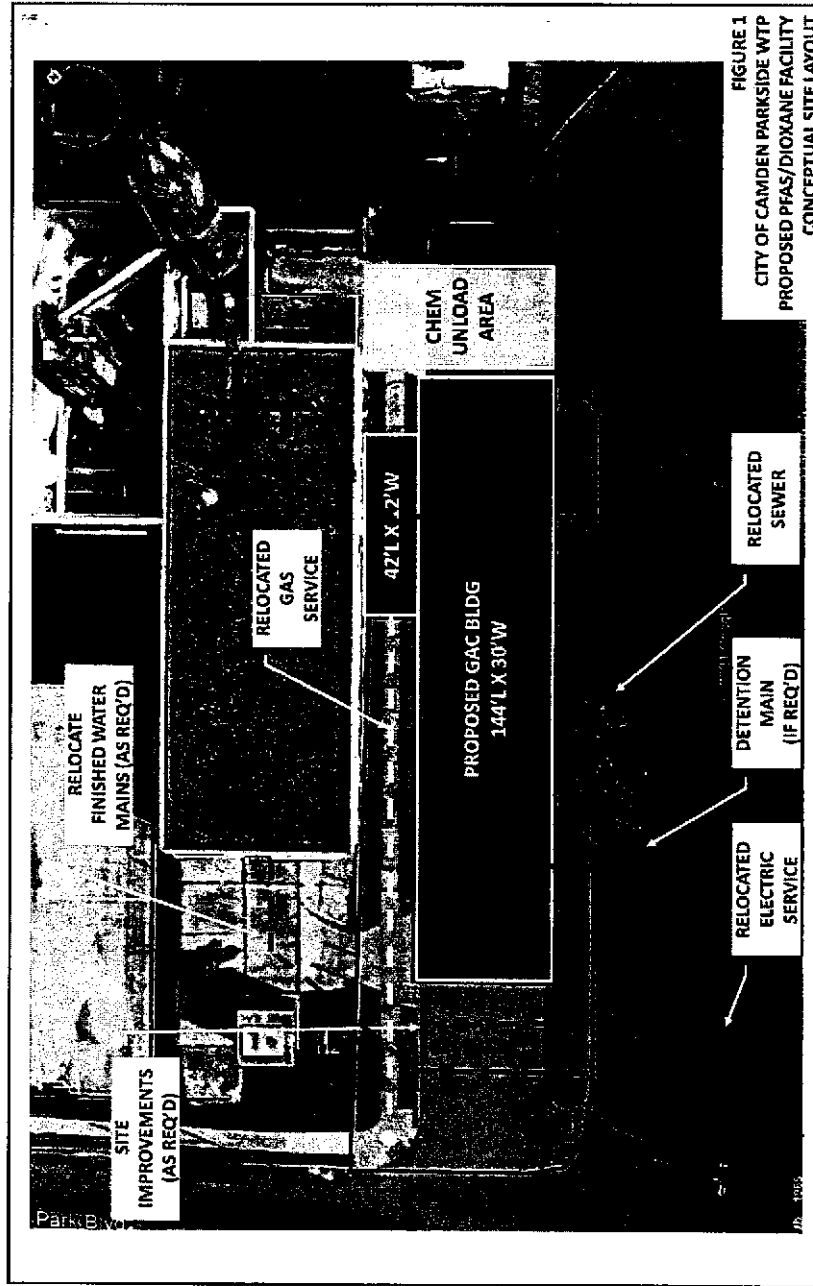 Park Blvd
SITE
IMPROVEMENTS
(AS REQ'D)
RELOCATE
FINISHED WATER
MAINS (AS REQ'D)
RELOCATED
GAS
SERVICE
CHEM
UNLOAD
AREA
42'L X
PROPOSED GAC BLDG
144'L X 30'W
RELOCATED
ELECTRIC
SERVICE
DETENTION
MAIN
(IF REQ'D)
RELOCATED
SEWER
FIGURE 1
CITY OF CAMDEN PARKSIDE WTP
PROPOSED PFAS/DIOXANE FACILITY
CONCEPTUAL SITE LAYOUT